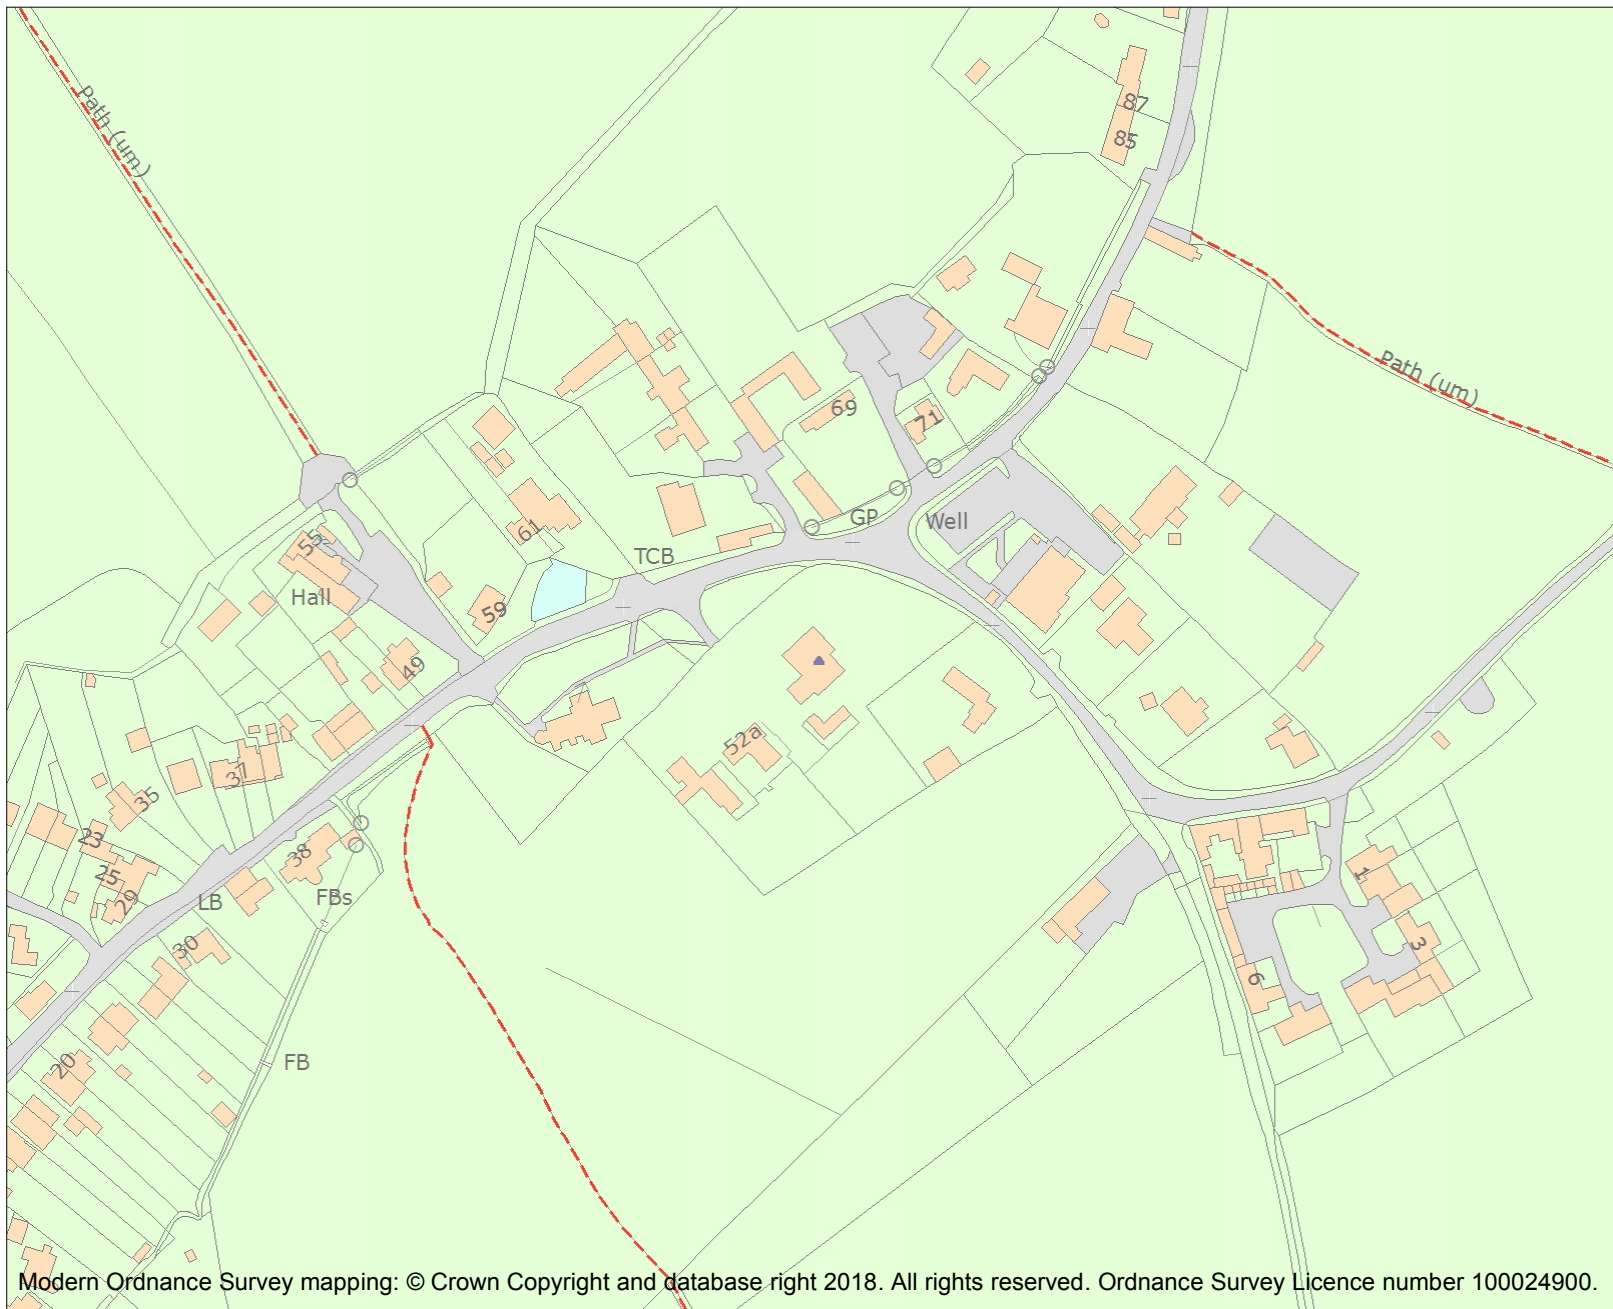 Path (um)
87
85
Path (um)
69
71
GP
Well
61
TCB
55
Hall
59
49
52a
37
35
23
38
25
29
LB
FBs
1
30
3
6
FB
20
Modern Ordnance Survey mapping: © Crown Copyright and database right 2018. All rights reserved. Ordnance Survey Licence number 100024900.